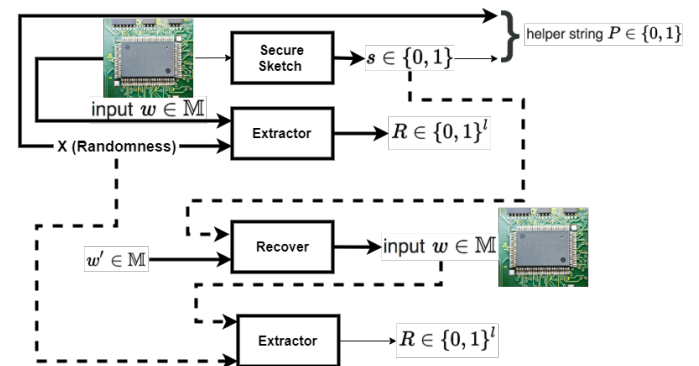 Secure
Sketch
s ∈ {0, 1}
helper string P ∈ {0, 1}
input w ∈ 𝕄
Extractor
R ∈ {0, 1}^l
X (Randomness)
w′ ∈ 𝕄
Recover
input w ∈ 𝕄
Extractor
R ∈ {0, 1}^l